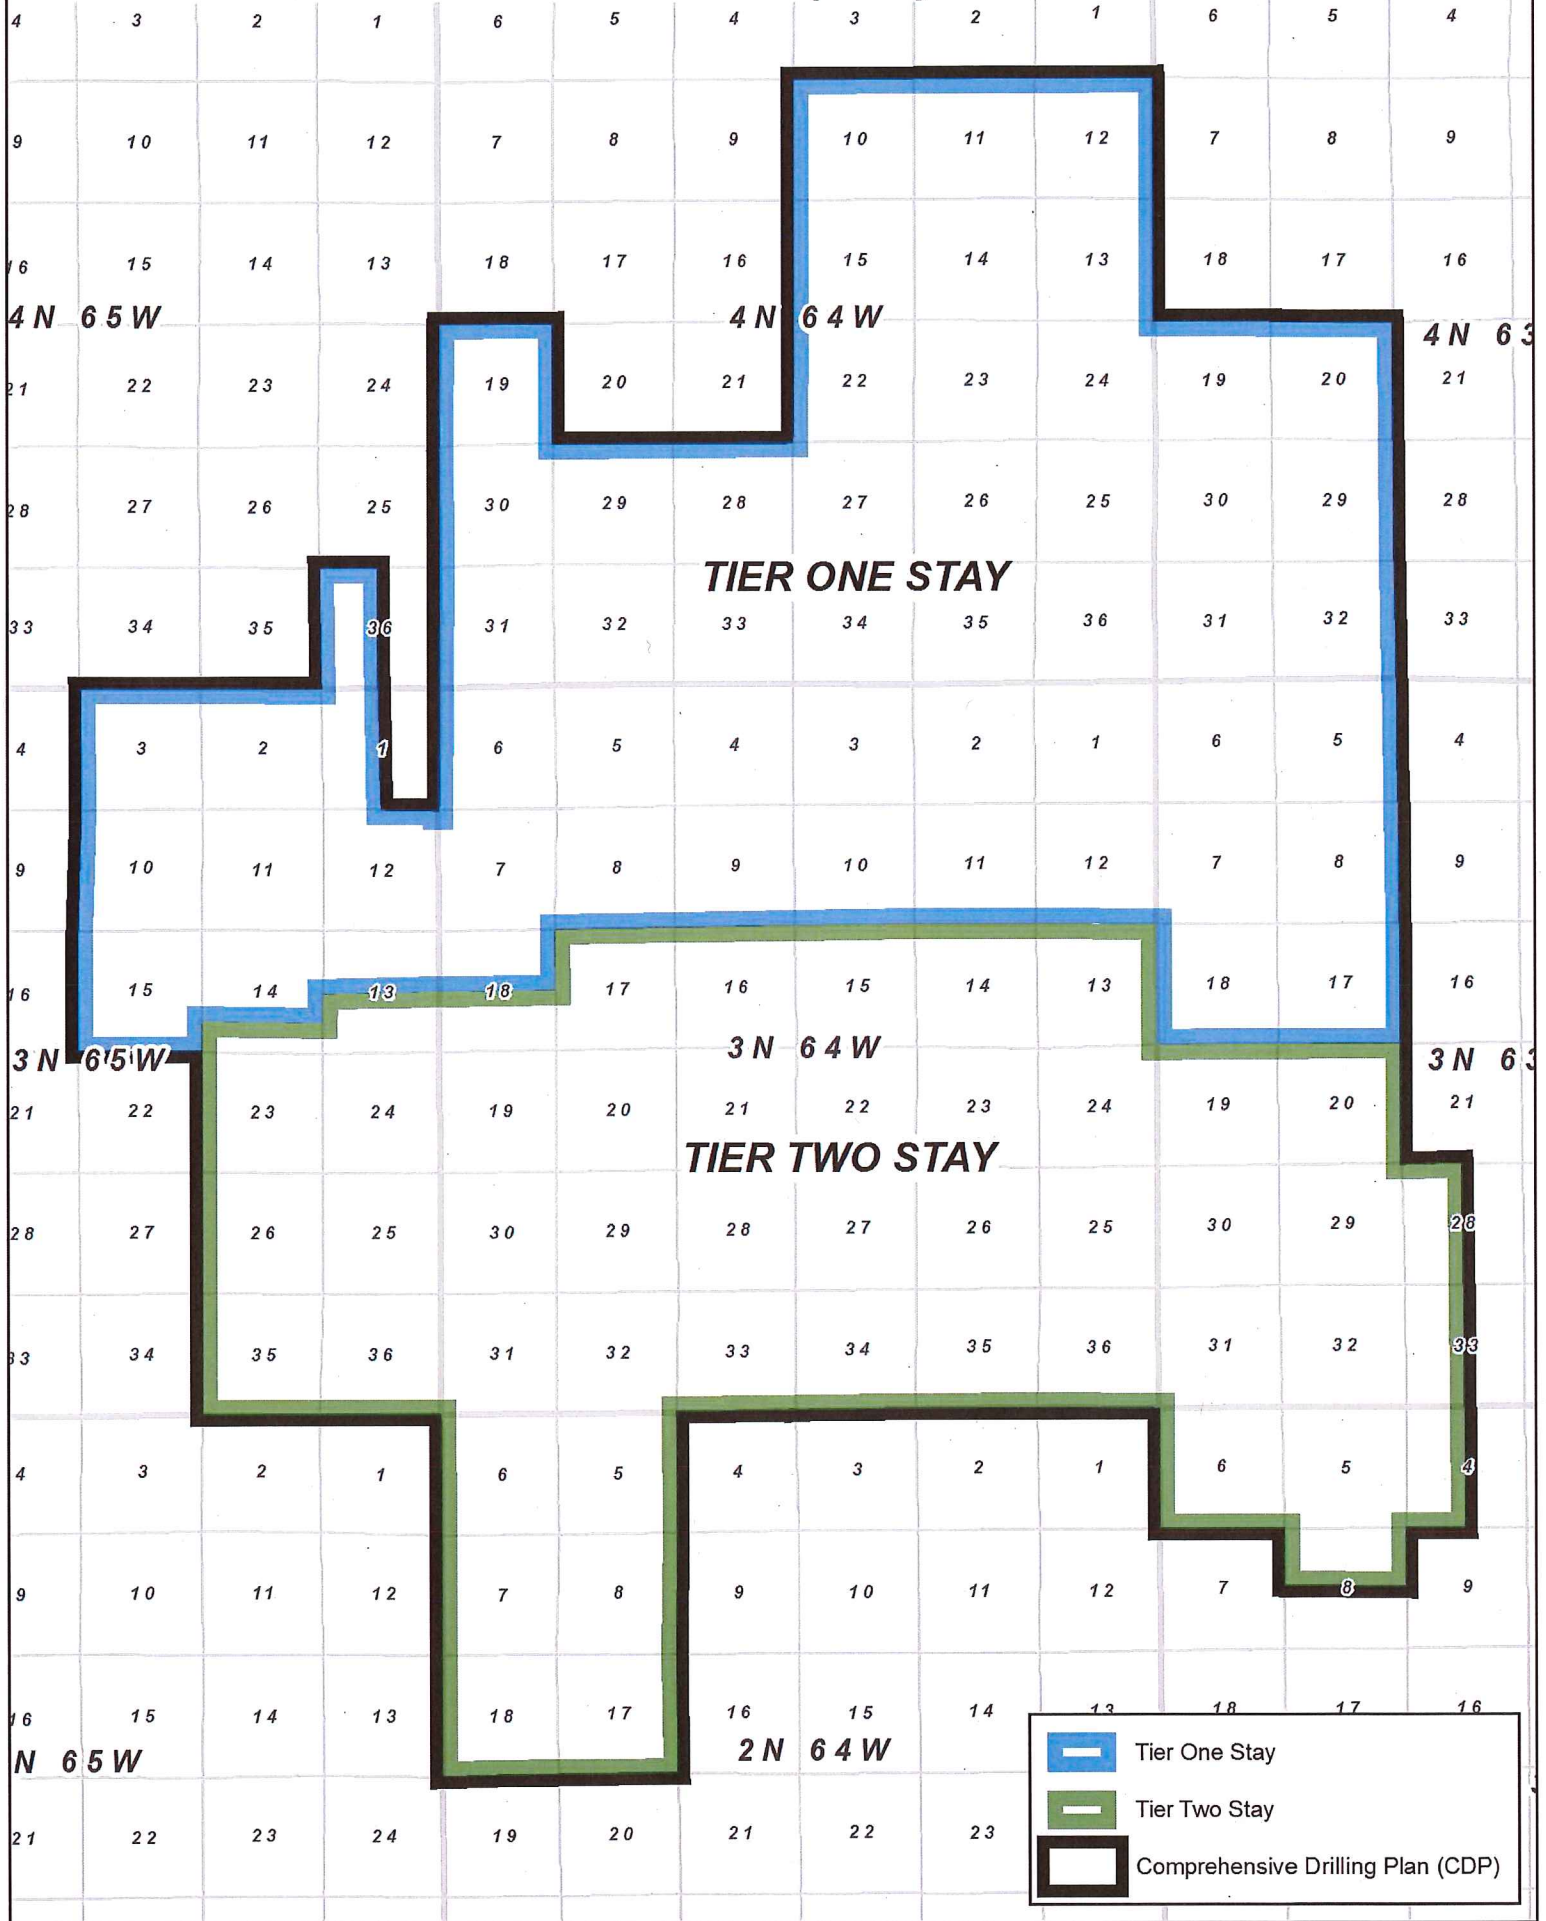 4 3 2 1 6 5 4 3 2 1 6 5 4
9 10 11 12 7 8 9 10 11 12 7 8 9
16 15 14 13 18 17 16 15 14 13 18 17 16
4N 65W 4N 64W 4N 63
21 22 23 24 19 20 21 22 23 24 19 20 21
28 27 26 25 30 29 28 27 26 25 30 29 28
TIER ONE STAY
33 34 35 36 31 32 33 34 35 36 31 32 33
4 3 2 1 6 5 4 3 2 1 6 5 4
9 10 11 12 7 8 9 10 11 12 7 8 9
16 15 14 13 18 17 16 15 14 13 18 17 16
3N 65W 3N 64W 3N 63
21 22 23 24 19 20 21 22 23 24 19 20 21
TIER TWO STAY
28 27 26 25 30 29 28 27 26 25 30 29 28
33 34 35 36 31 32 33 34 35 36 31 32 33
4 3 2 1 6 5 4 3 2 1 6 5 4
9 10 11 12 7 8 9 10 11 12 7 8 9
16 15 14 13 18 17 16 15 14 13 18 17 16
N 65W 2N 64W
21 22 23 24 19 20 21 22 23
Tier One Stay
Tier Two Stay
Comprehensive Drilling Plan (CDP)